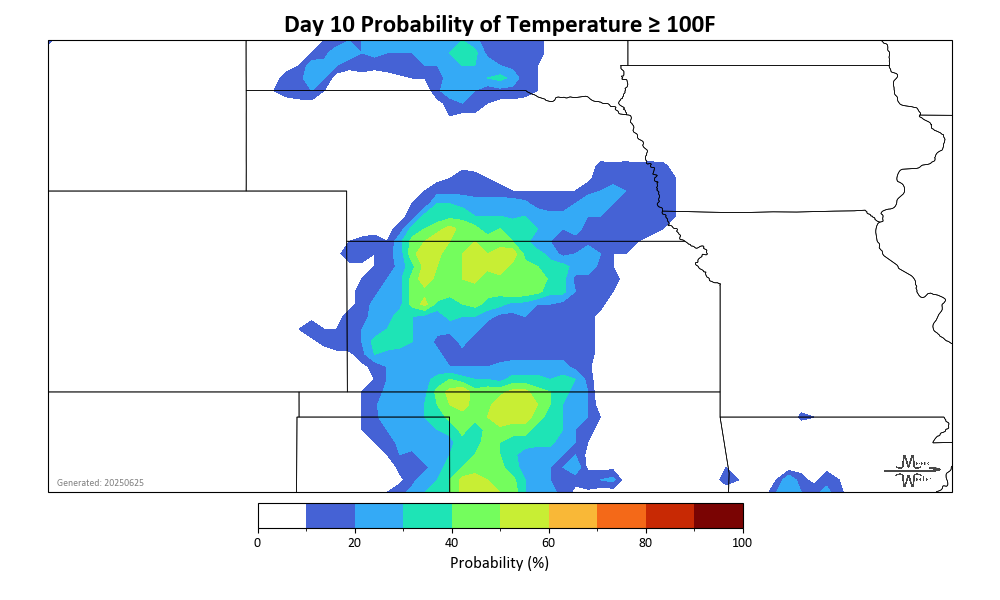 Day 10 Probability of Temperature ≥ 100F
Generated: 20250625
0 20 40 60 80 100
Probability (%)